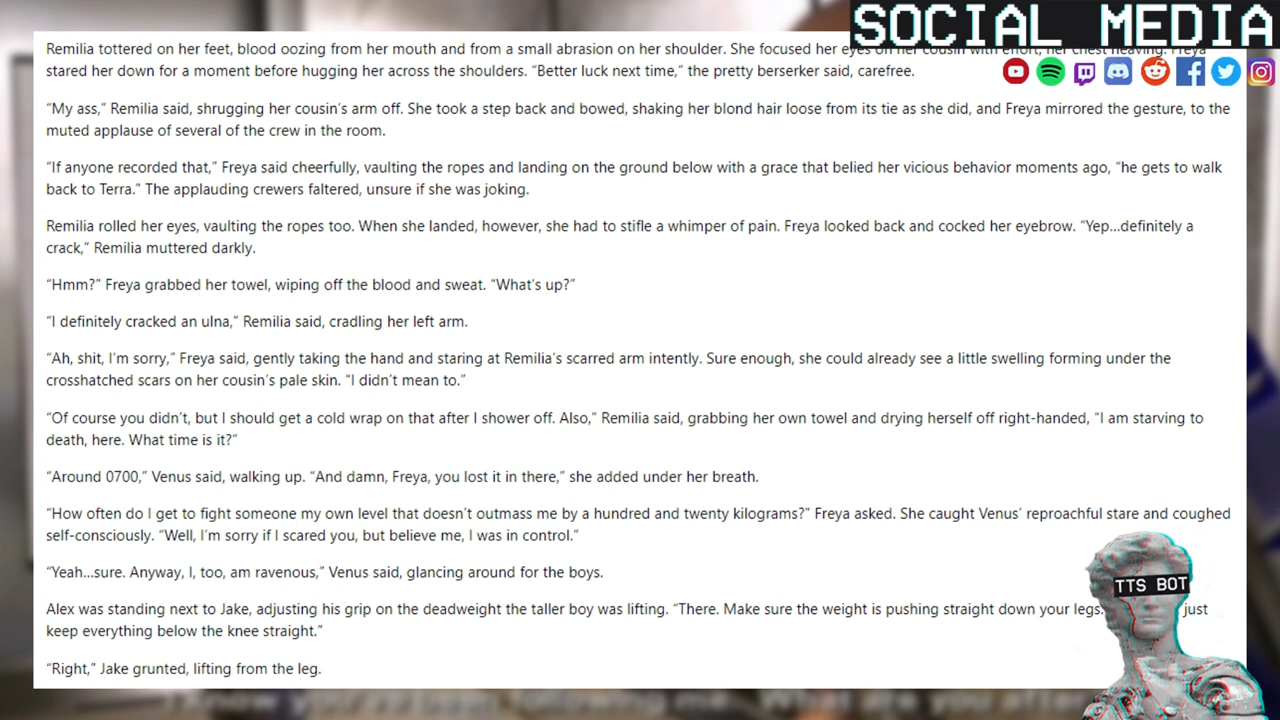 SOCIAL MEDIA
Remilia tottered on her feet, blood oozing from her mouth and from a small abrasion on her shoulder. She focused her eyes on her cousin with effort, her chest heaving. Freya
stared her down for a moment before hugging her across the shoulders. “Better luck next time,” the pretty berserker said, carefree.
“My ass,” Remilia said, shrugging her cousin’s arm off. She took a step back and bowed, shaking her blond hair loose from its tie as she did, and Freya mirrored the gesture, to the
muted applause of several of the crew in the room.
“If anyone recorded that,” Freya said cheerfully, vaulting the ropes and landing on the ground below with a grace that belied her vicious behavior moments ago, “he gets to walk
back to Terra.” The applauding crewers faltered, unsure if she was joking.
Remilia rolled her eyes, vaulting the ropes too. When she landed, however, she had to stifle a whimper of pain. Freya looked back and cocked her eyebrow. “Yep...definitely a
crack,” Remilia muttered darkly.
“Hmm?” Freya grabbed her towel, wiping off the blood and sweat. “What’s up?”
“I definitely cracked an ulna,” Remilia said, cradling her left arm.
“Ah, shit, I’m sorry,” Freya said, gently taking the hand and staring at Remilia’s scarred arm intently. Sure enough, she could already see a little swelling forming under the
crosshatched scars on her cousin’s pale skin. “I didn’t mean to.”
“Of course you didn’t, but I should get a cold wrap on that after I shower off. Also,” Remilia said, grabbing her own towel and drying herself off right-handed, “I am starving to
death, here. What time is it?”
“Around 0700,” Venus said, walking up. “And damn, Freya, you lost it in there,” she added under her breath.
“How often do I get to fight someone my own level that doesn’t outmass me by a hundred and twenty kilograms?” Freya asked. She caught Venus’ reproachful stare and coughed
self-consciously. “Well, I’m sorry if I scared you, but believe me, I was in control.”
“Yeah...sure. Anyway, I, too, am ravenous,” Venus said, glancing around for the boys.
Alex was standing next to Jake, adjusting his grip on the deadweight the taller boy was lifting. “There. Make sure the weight is pushing straight down your legs. just
keep everything below the knee straight.”
“Right,” Jake grunted, lifting from the leg.
TTS BOT